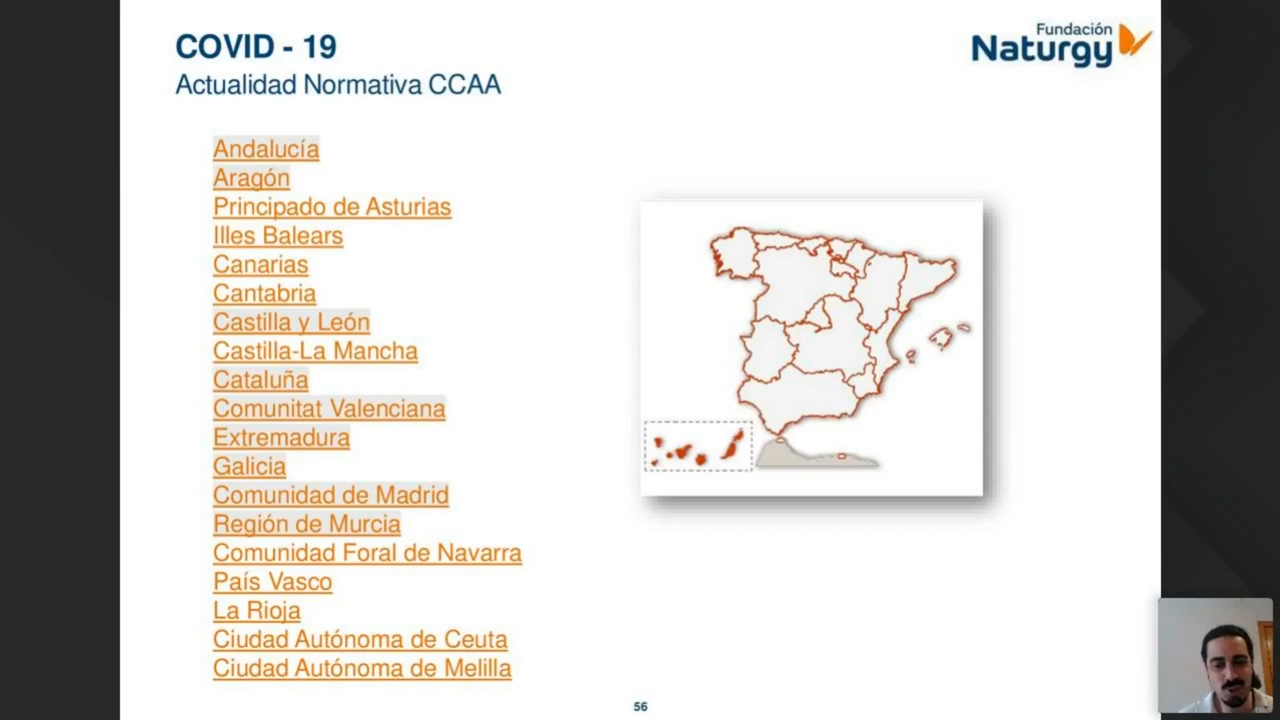 COVID - 19
Actualidad Normativa CCAA
Fundación
Naturgy
Andalucía
Aragón
Principado de Asturias
Illes Balears
Canarias
Cantabria
Castilla y León
Castilla-La Mancha
Cataluña
Comunitat Valenciana
Extremadura
Galicia
Comunidad de Madrid
Región de Murcia
Comunidad Foral de Navarra
País Vasco
La Rioja
Ciudad Autónoma de Ceuta
Ciudad Autónoma de Melilla
56